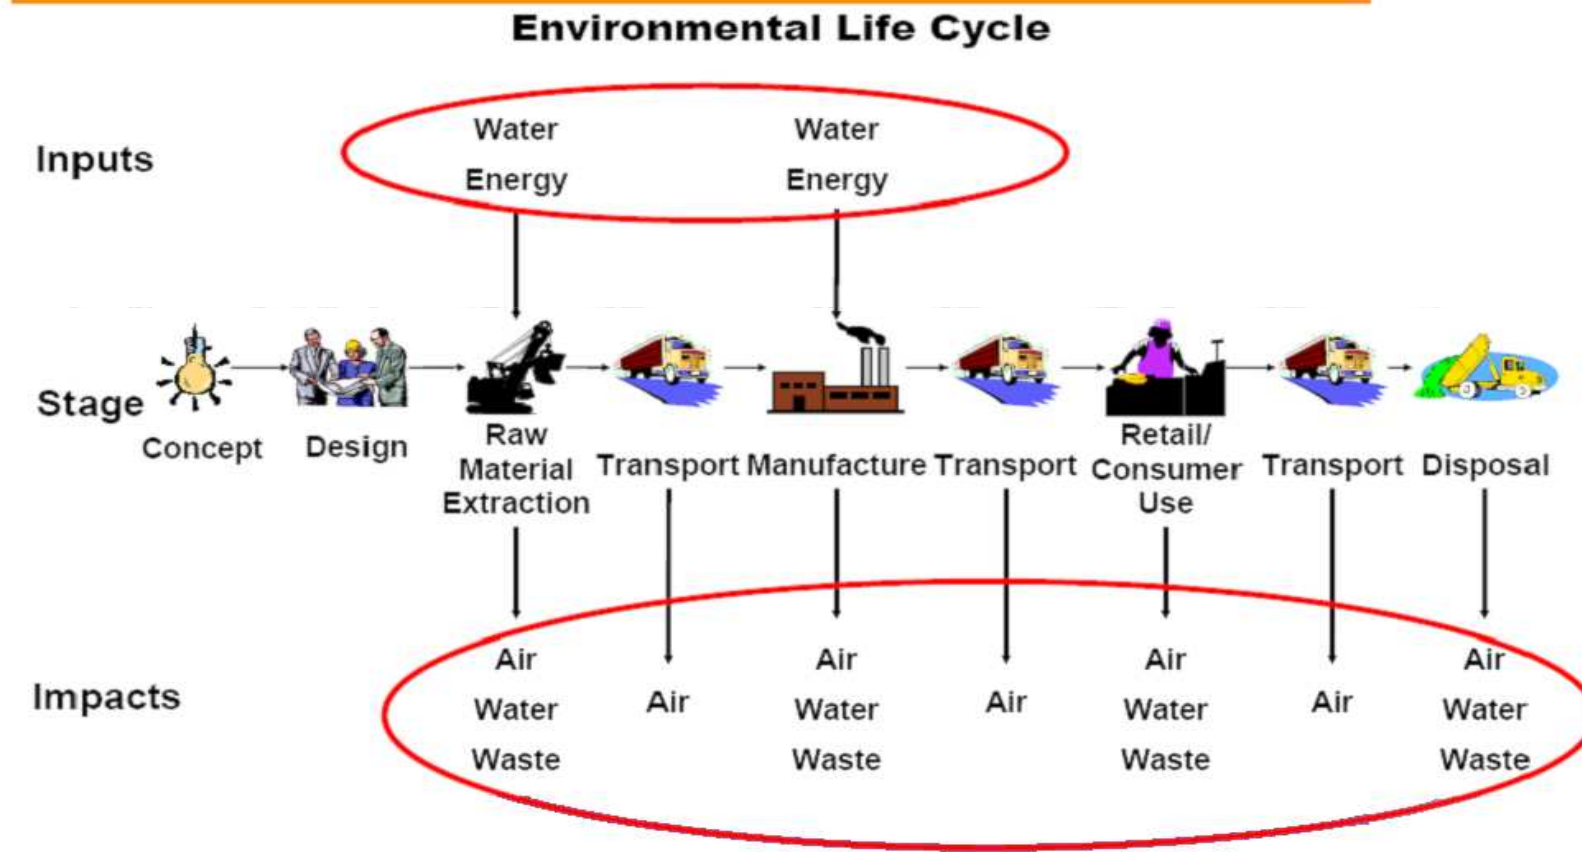 Environmental Life Cycle
Inputs
Water
Energy
Water
Energy
Stage
Concept
Design
Raw
Material
Extraction
Transport
Manufacture
Transport
Retail/
Consumer
Use
Transport
Disposal
Impacts
Air
Water
Waste
Air
Air
Water
Waste
Air
Air
Water
Waste
Air
Air
Water
Waste